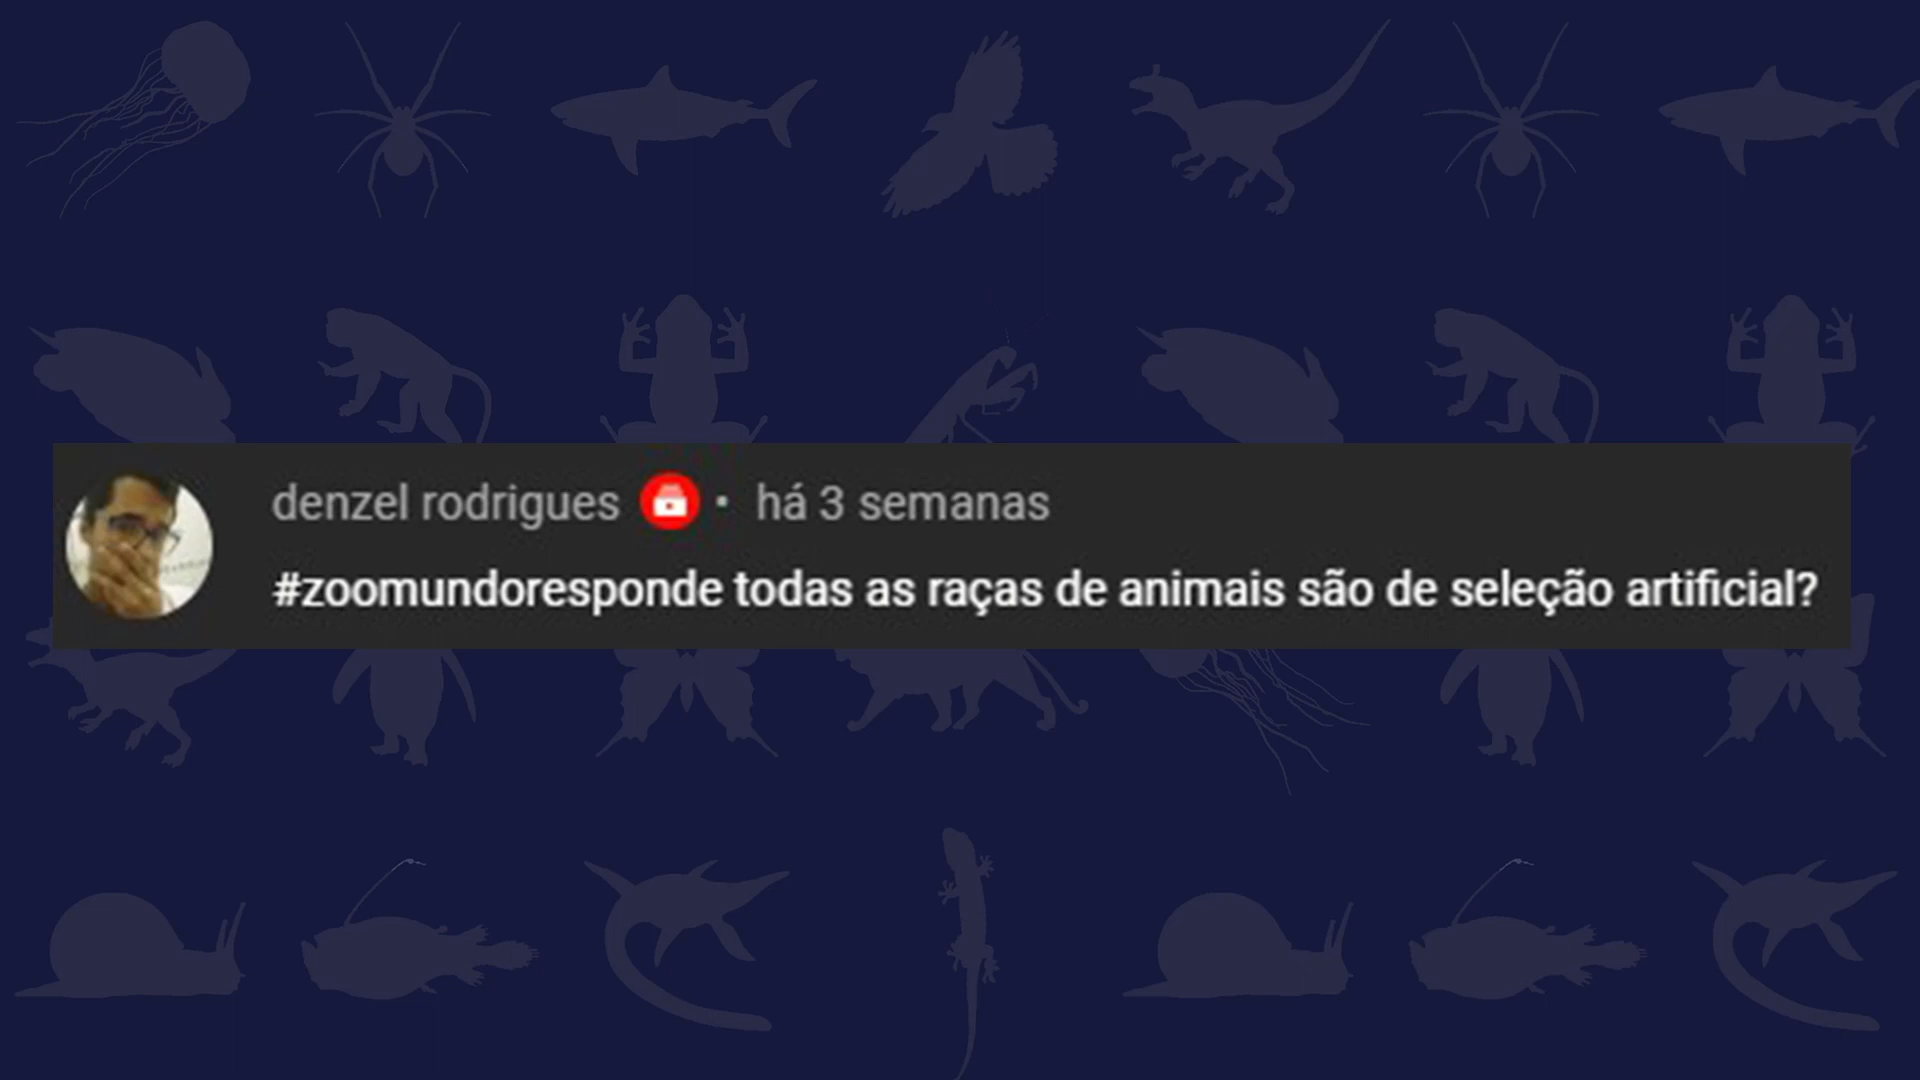 denzel rodrigues • há 3 semanas
#zoomundoresponde todas as raças de animais são de seleção artificial?